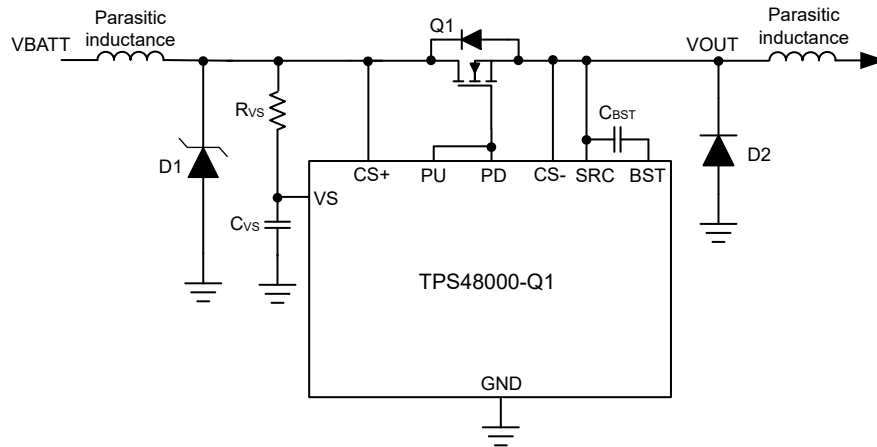 Parasitic
inductance
VBATT
Q1
VOUT
Parasitic
inductance
RVS
CBST
D1
D2
CS+
PU
PD
CS-
SRC
BST
VS
CVS
TPS48000-Q1
GND